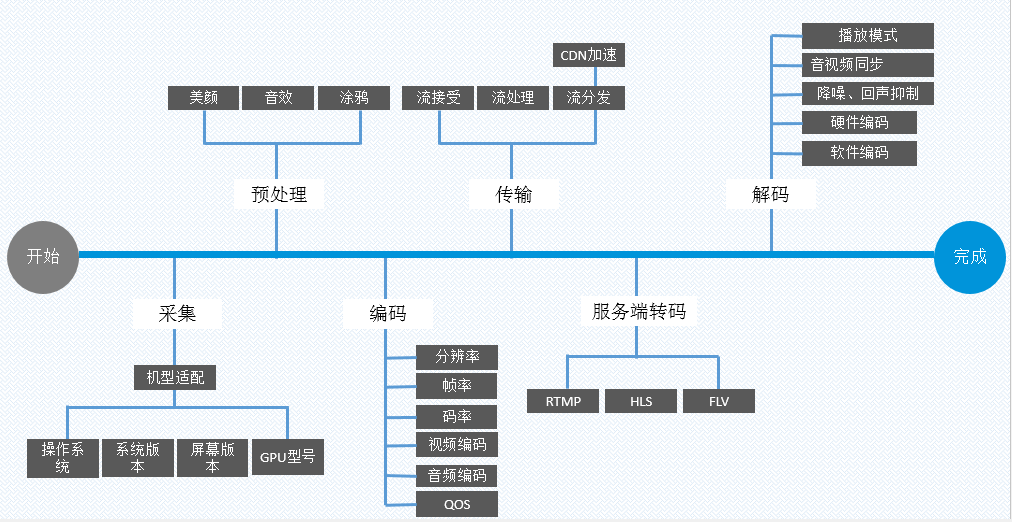 播放模式
CDN加速
音视频同步
美颜
音效
涂鸦
流接受
流处理
流分发
降噪、回声抑制
硬件编码
软件编码
预处理
传输
解码
开始
完成
采集
编码
服务端转码
分辨率
机型适配
帧率
RTMP
HLS
FLV
码率
视频编码
操作系
统
系统版
本
屏幕版
本
GPU型号
音频编码
QOS